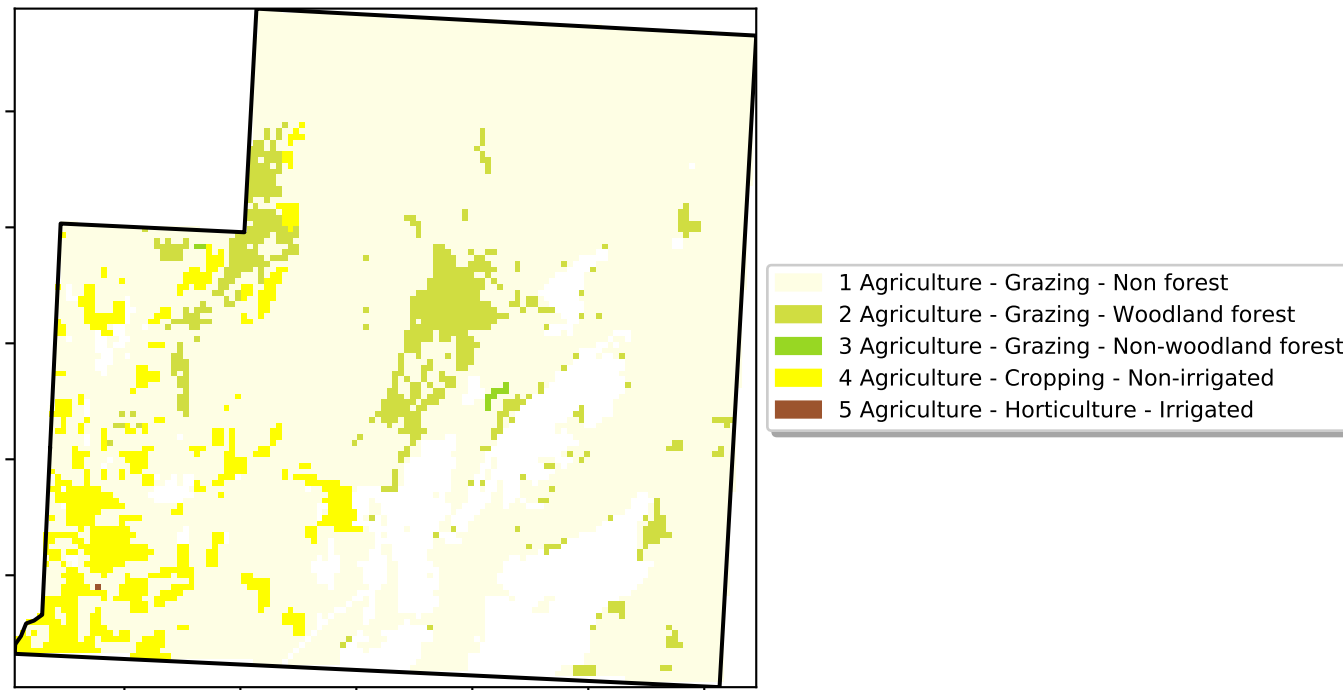 1 Agriculture - Grazing - Non forest
2 Agriculture - Grazing - Woodland forest
3 Agriculture - Grazing - Non-woodland forest
4 Agriculture - Cropping - Non-irrigated
5 Agriculture - Horticulture - Irrigated